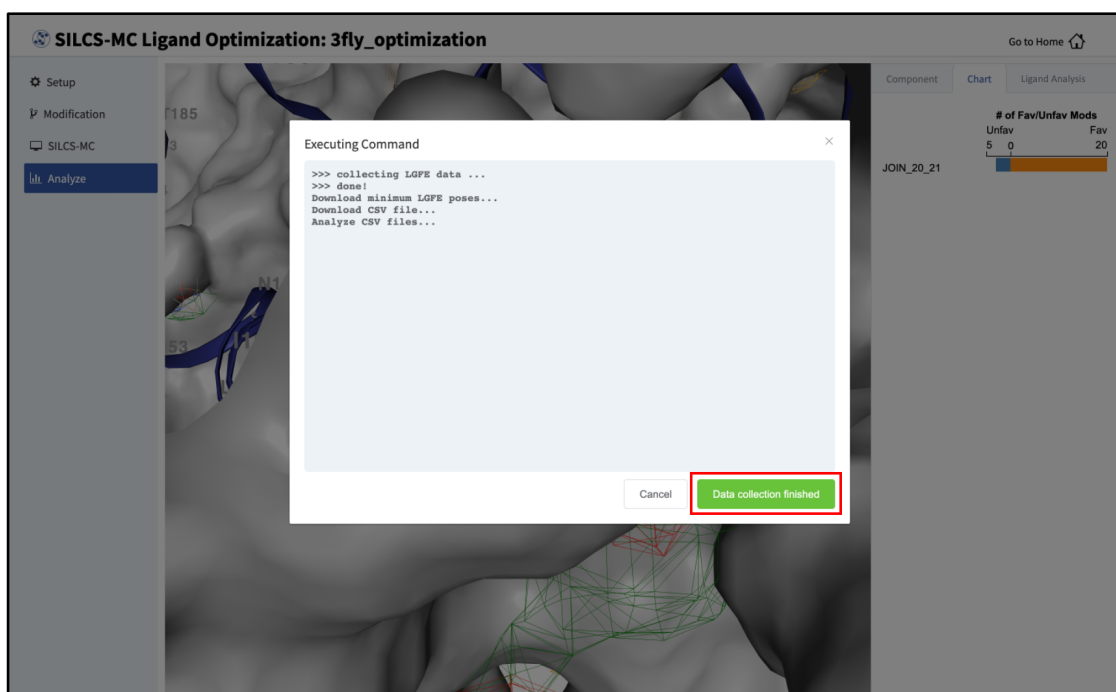 SILCS-MC Ligand Optimization: 3fly_optimization
Go to Home
Setup
Modification
SILCS-MC
Analyze
T185
3
N1
53
Component
Chart
Ligand Analysis
# of Fav/Unfav Mods
Unfav Fav
5 0 20
JOIN_20_21
Executing Command
×
>>> collecting LGFE data ...
>>> done!
Download minimum LGFE poses...
Download CSV file...
Analyze CSV files...
Cancel
Data collection finished